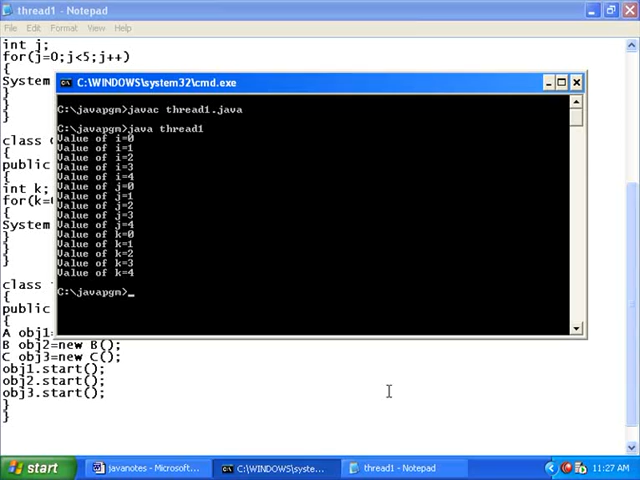 thread1 - Notepad
File Edit Format View Help
int j;
for(j=0;j<5;j++)
{
System
}
}
}
class
{
public
{
int k;
for(k=
{
System
}
}
}
class
{
public
{
A obj1=
B obj2=new B();
C obj3=new C();
obj1.start();
obj2.start();
obj3.start();
}
}
C:\WINDOWS\system32\cmd.exe
C:\javapgm>javac thread1.java
C:\javapgm>java thread1
Value of i=0
Value of i=1
Value of i=2
Value of i=3
Value of i=4
Value of j=0
Value of j=1
Value of j=2
Value of j=3
Value of j=4
Value of k=0
Value of k=1
Value of k=2
Value of k=3
Value of k=4
C:\javapgm>_
start
javanotes - Microsoft...
C:\WINDOWS\syste...
thread1 - Notepad
11:27 AM